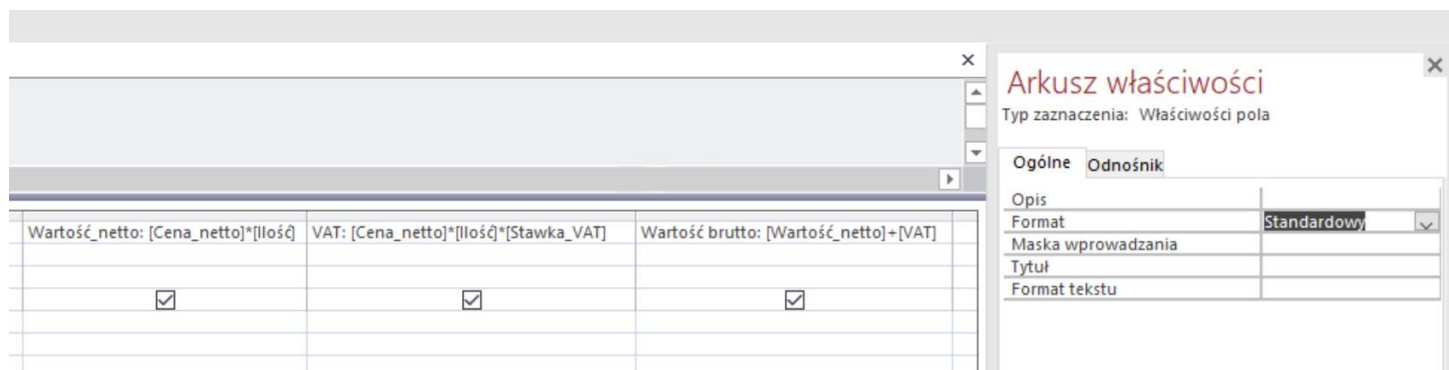 Arkusz właściwości
Typ zaznaczenia: Właściwości pola
Ogólne Odnośnik
Opis
Format Standardowy
Maska wprowadzania
Tytuł
Format tekstu
Wartość_netto: [Cena_netto]*[Ilość] VAT: [Cena_netto]*[Ilość]*[Stawka_VAT] Wartość brutto: [Wartość_netto]+[VAT]